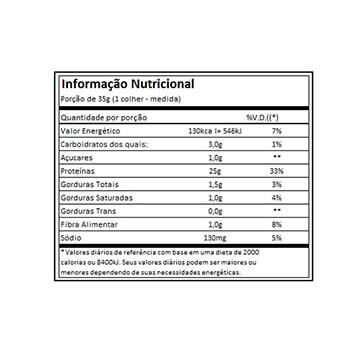 Informação Nutricional
Porção de 35g (1 colher - medida)
Quantidade por porção %V.D.((*)
Valor Energético 130kca l= 546kJ 7%
Carboidratos dos quais: 3,0g 1%
Açucares 1,0g **
Proteínas 25g 33%
Gorduras Totais 1,5g 3%
Gorduras Saturadas 1,0g 4%
Gorduras Trans 0,0g **
Fibra Alimentar 1,0g 8%
Sódio 130mg 5%
* Valores diários de referência com base em uma dieta de 2000
calorias ou 8400kJ. Seus valores diários podem ser maiores ou
menores dependendo de suas necessidades energéticas.